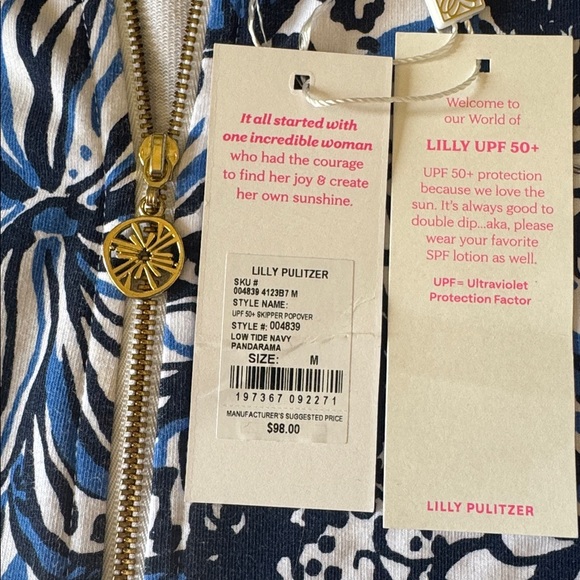 It all started with
one incredible woman
who had the courage
to find her joy & create
her own sunshine.
LILLY PULITZER
SKU #
004839 4123B7 M
STYLE NAME:
UPF 50+ SKIPPER POPOVER
STYLE #: 004839
LOW TIDE NAVY
PANDARAMA
SIZE: M
197367 092271
MANUFACTURER'S SUGGESTED PRICE
$98.00
Welcome to
our World of
LILLY UPF 50+
UPF 50+ protection
because we love the
sun. It's always good to
double dip...aka, please
wear your favorite
SPF lotion as well.
UPF= Ultraviolet
Protection Factor
LILLY PULITZER